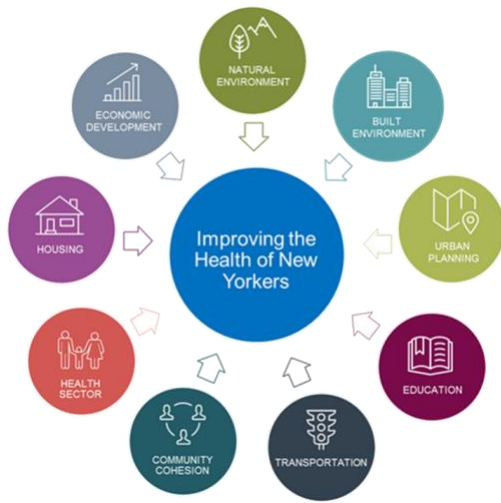 NATURAL
ENVIRONMENT
BUILT
ENVIRONMENT
URBAN
PLANNING
EDUCATION
TRANSPORTATION
COMMUNITY
COHESION
HEALTH
SECTOR
HOUSING
ECONOMIC
DEVELOPMENT
Improving the
Health of New
Yorkers